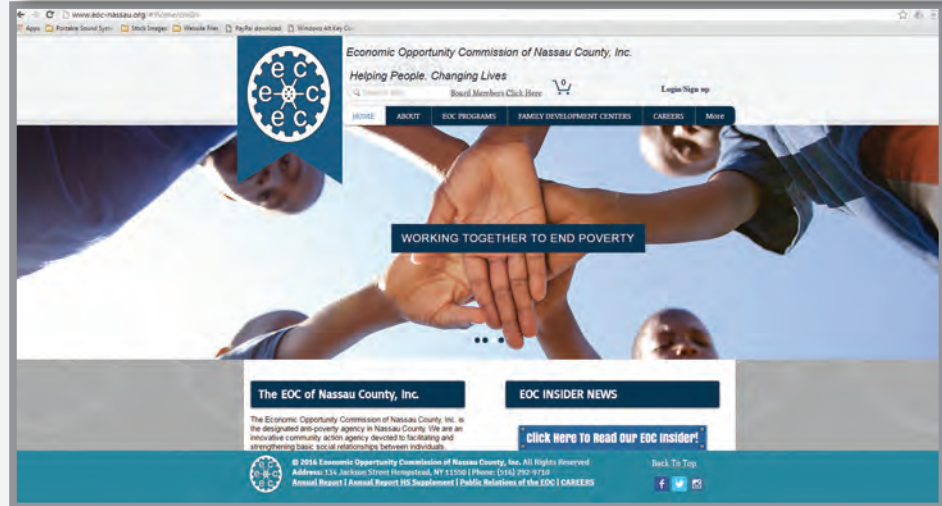 www.eoc-nassau.org/#!home/cmlln
Apps Portable Sound Syst Stock Images Website Files PayPal download Windows Alt Key Co
Economic Opportunity Commission of Nassau County, Inc.
Helping People. Changing Lives
Board Members Click Here
0
Login/Sign up
eoc
eoc
eoc
HOME ABOUT EOC PROGRAMS FAMILY DEVELOPMENT CENTERS CAREERS More
WORKING TOGETHER TO END POVERTY
The EOC of Nassau County, Inc.
The Economic Opportunity Commission of Nassau County, Inc. is
the designated anti-poverty agency in Nassau County. We are an
innovative community action agency devoted to facilitating and
strengthening basic social relationships between individuals.
EOC INSIDER NEWS
Click Here To Read Our EOC Insider!
© 2016 Economic Opportunity Commission of Nassau County, Inc. All Rights Reserved
Address: 134 Jackson Street Hempstead, NY 11550 | Phone: (516) 292-9710
Annual Report | Annual Report HS Supplement | Public Relations of the EOC | CAREERS
Back To Top